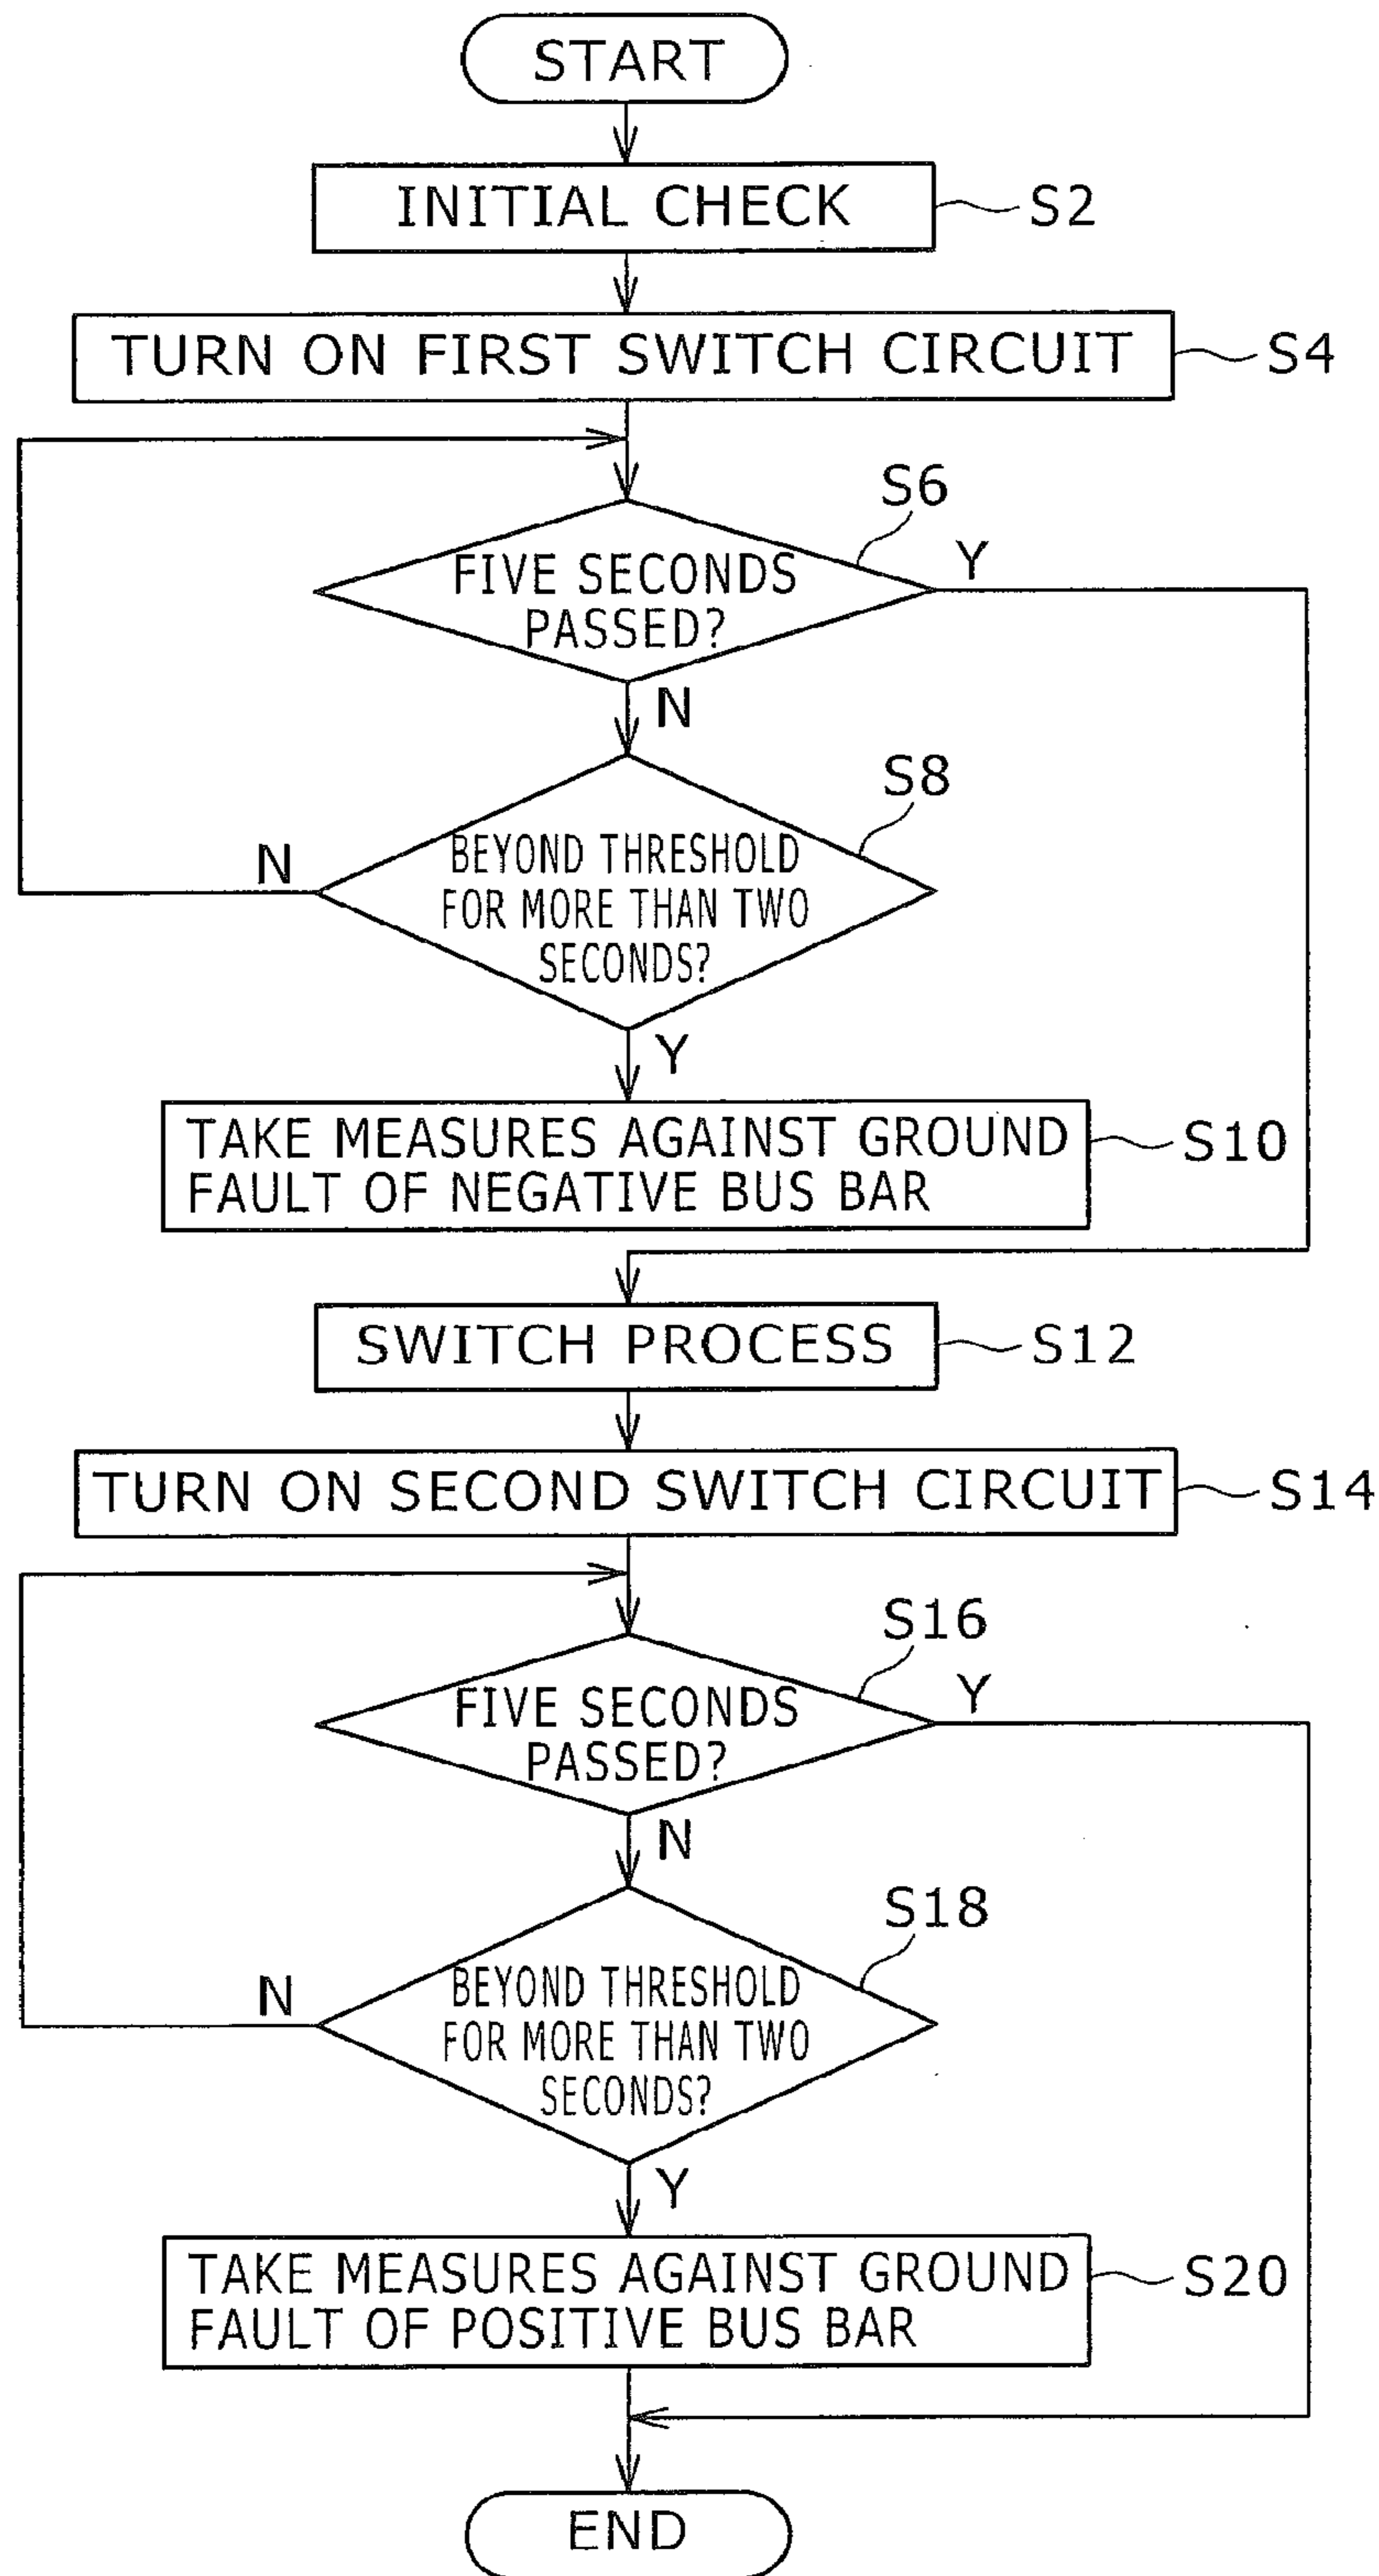 START
INITIAL CHECK
S2
TURN ON FIRST SWITCH CIRCUIT
S4
S6
FIVE SECONDS
PASSED?
Y
N
S8
BEYOND THRESHOLD
FOR MORE THAN TWO
SECONDS?
N
Y
TAKE MEASURES AGAINST GROUND
FAULT OF NEGATIVE BUS BAR
S10
SWITCH PROCESS
S12
TURN ON SECOND SWITCH CIRCUIT
S14
S16
FIVE SECONDS
PASSED?
Y
N
S18
BEYOND THRESHOLD
FOR MORE THAN TWO
SECONDS?
N
Y
TAKE MEASURES AGAINST GROUND
FAULT OF POSITIVE BUS BAR
S20
END